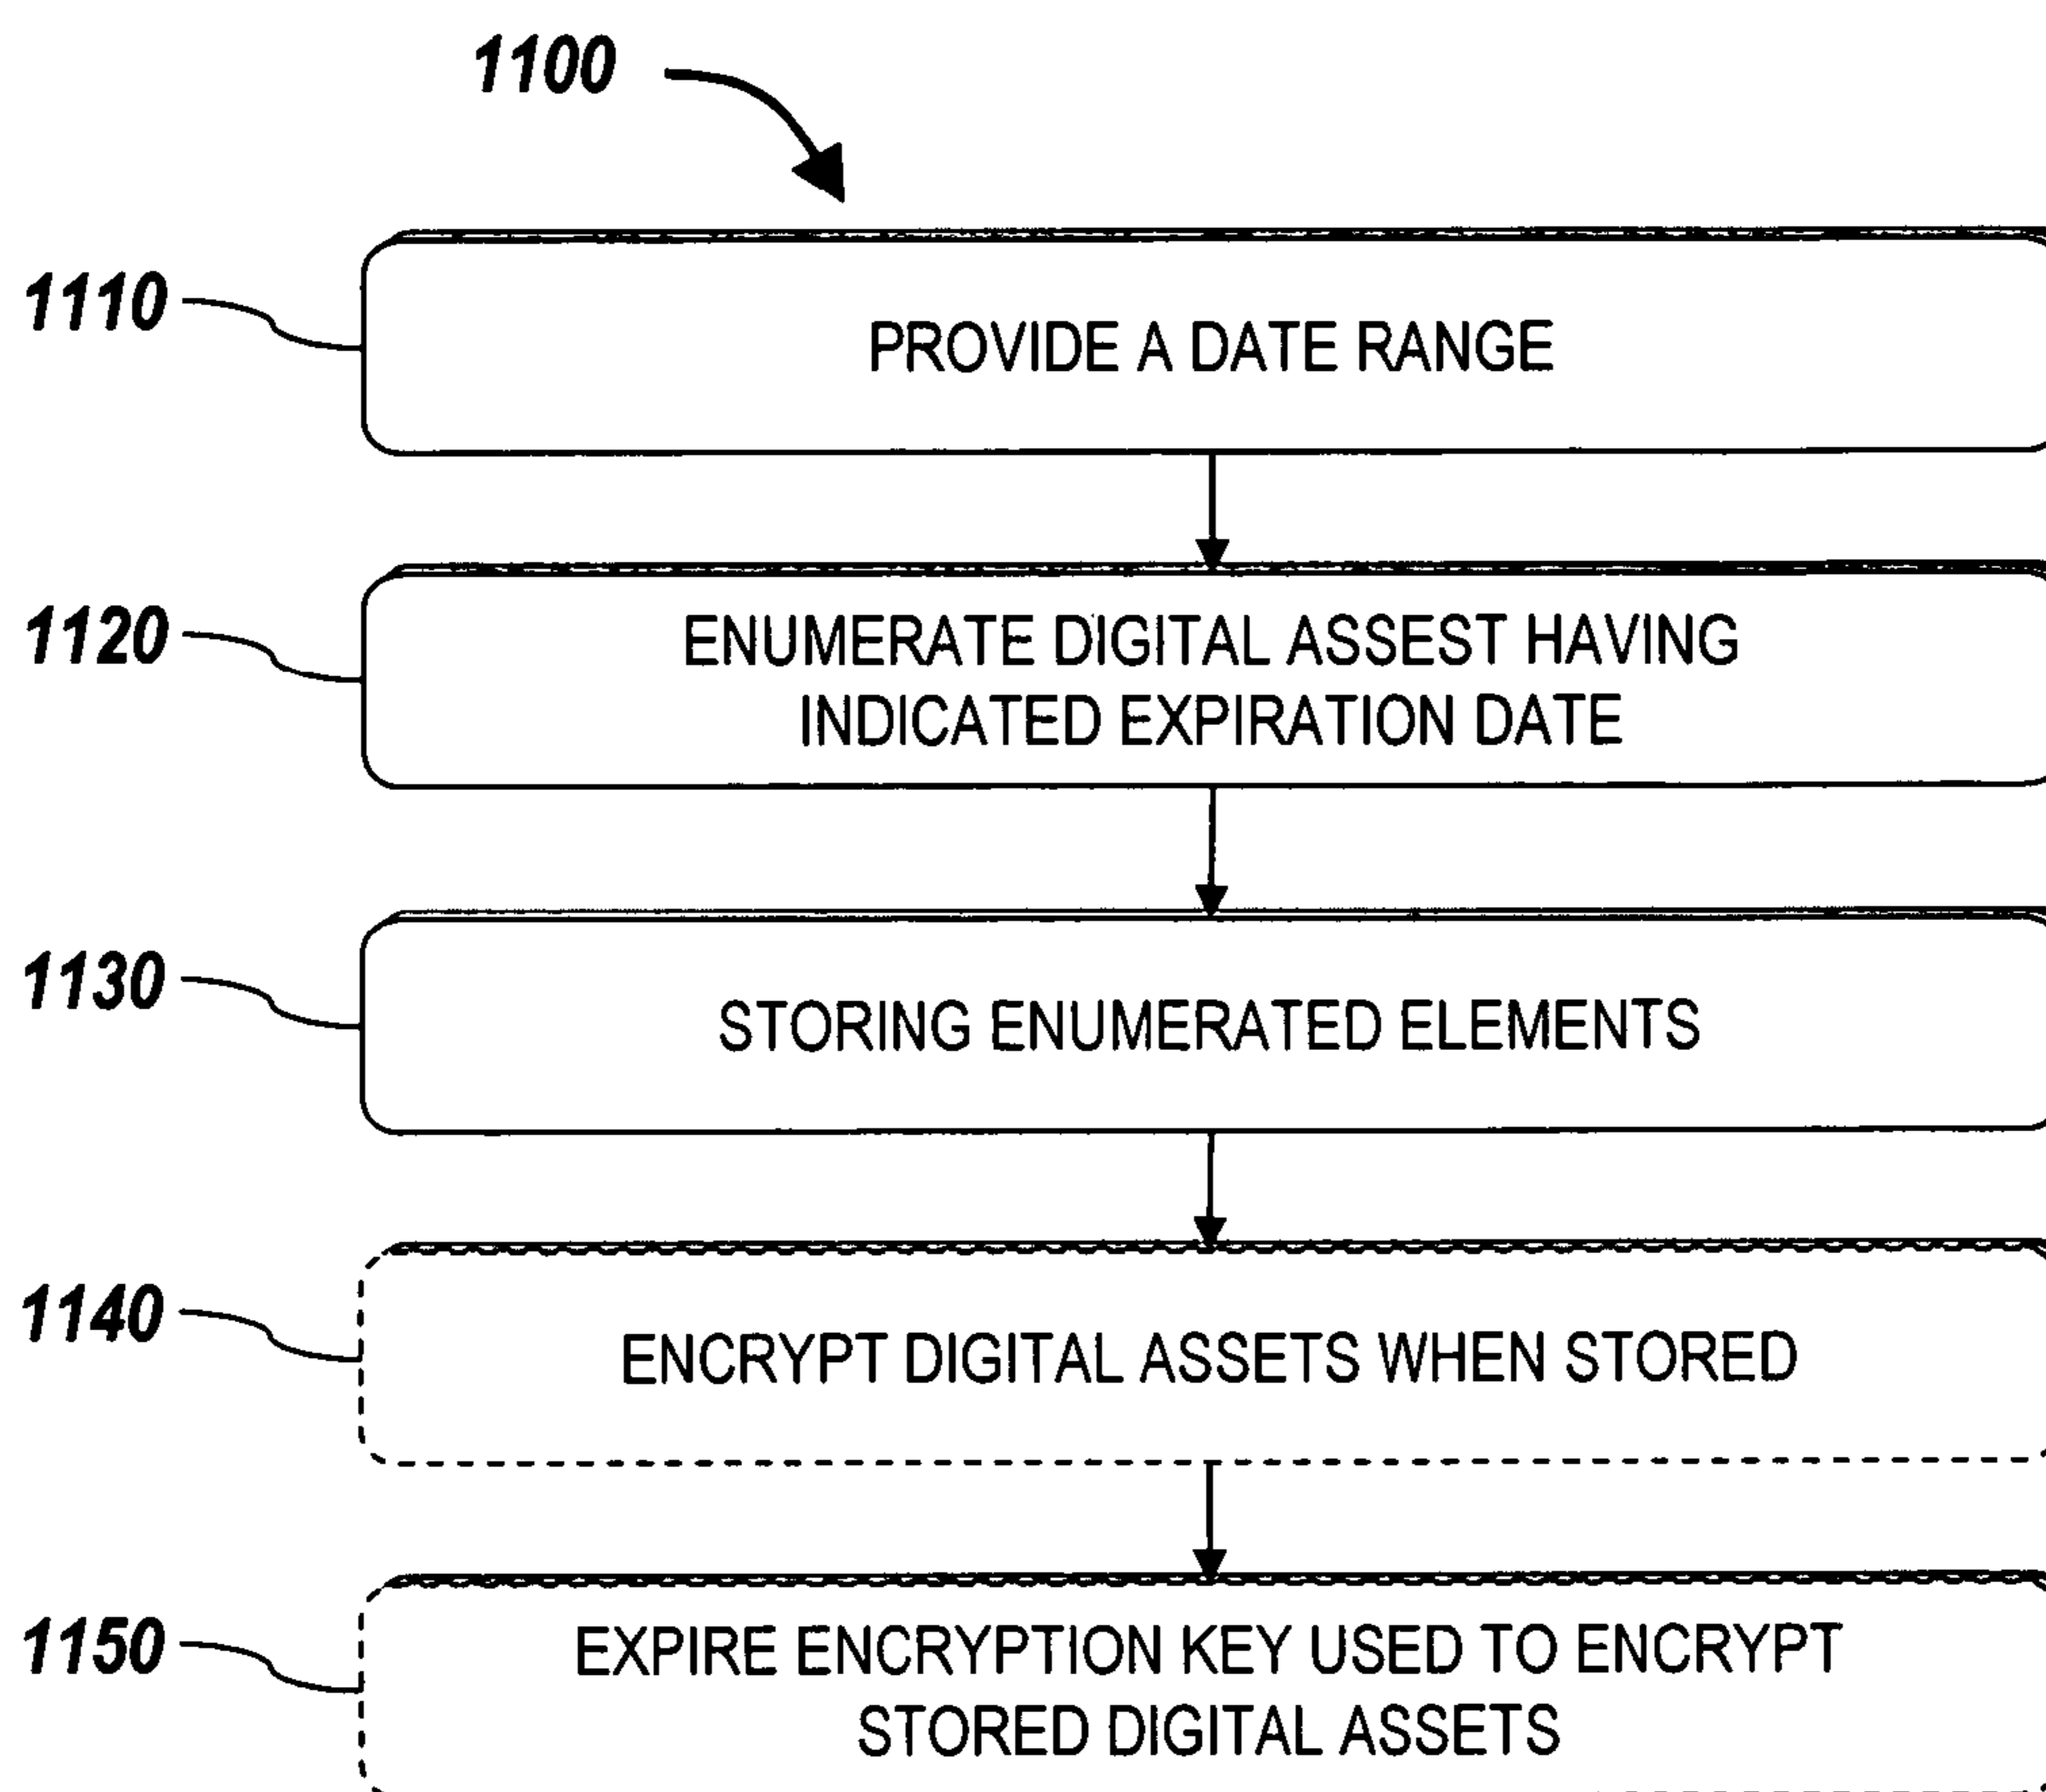 1100
1110
PROVIDE A DATE RANGE
1120
ENUMERATE DIGITAL ASSEST HAVING
INDICATED EXPIRATION DATE
1130
STORING ENUMERATED ELEMENTS
1140
ENCRYPT DIGITAL ASSETS WHEN STORED
1150
EXPIRE ENCRYPTION KEY USED TO ENCRYPT
STORED DIGITAL ASSETS